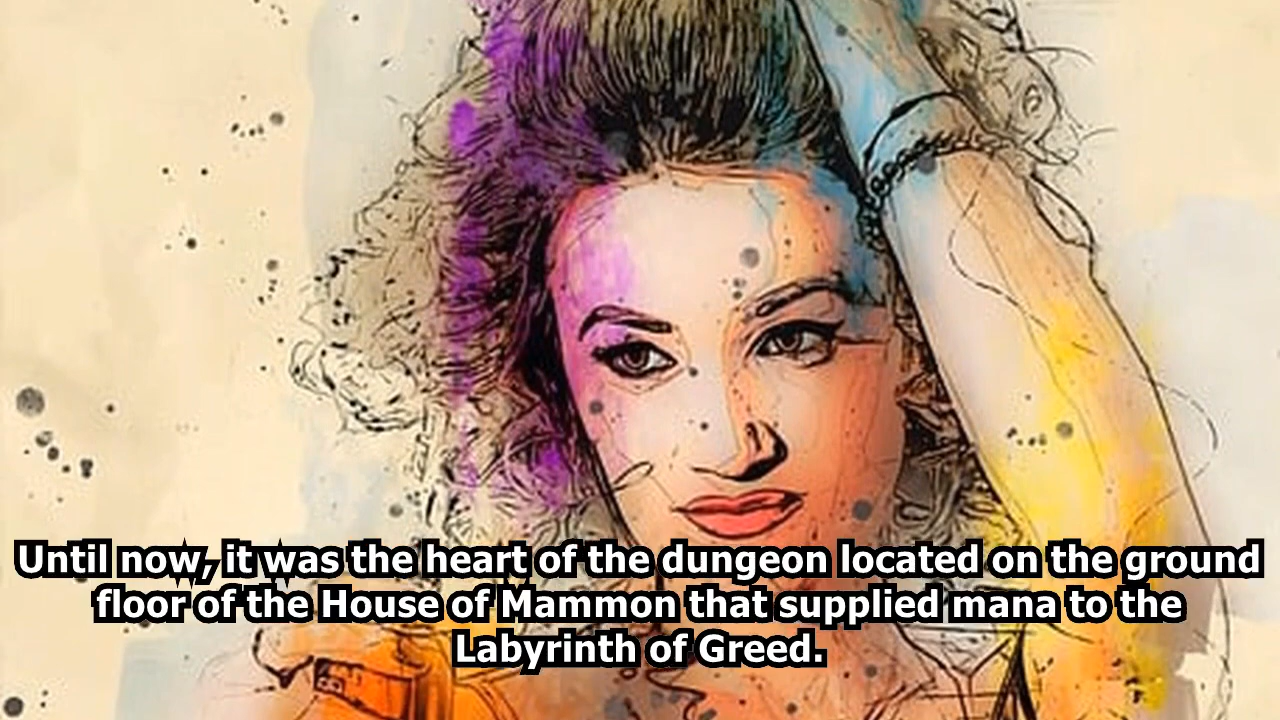 Until now, it was the heart of the dungeon located on the ground
floor of the House of Mammon that supplied mana to the
Labyrinth of Greed.